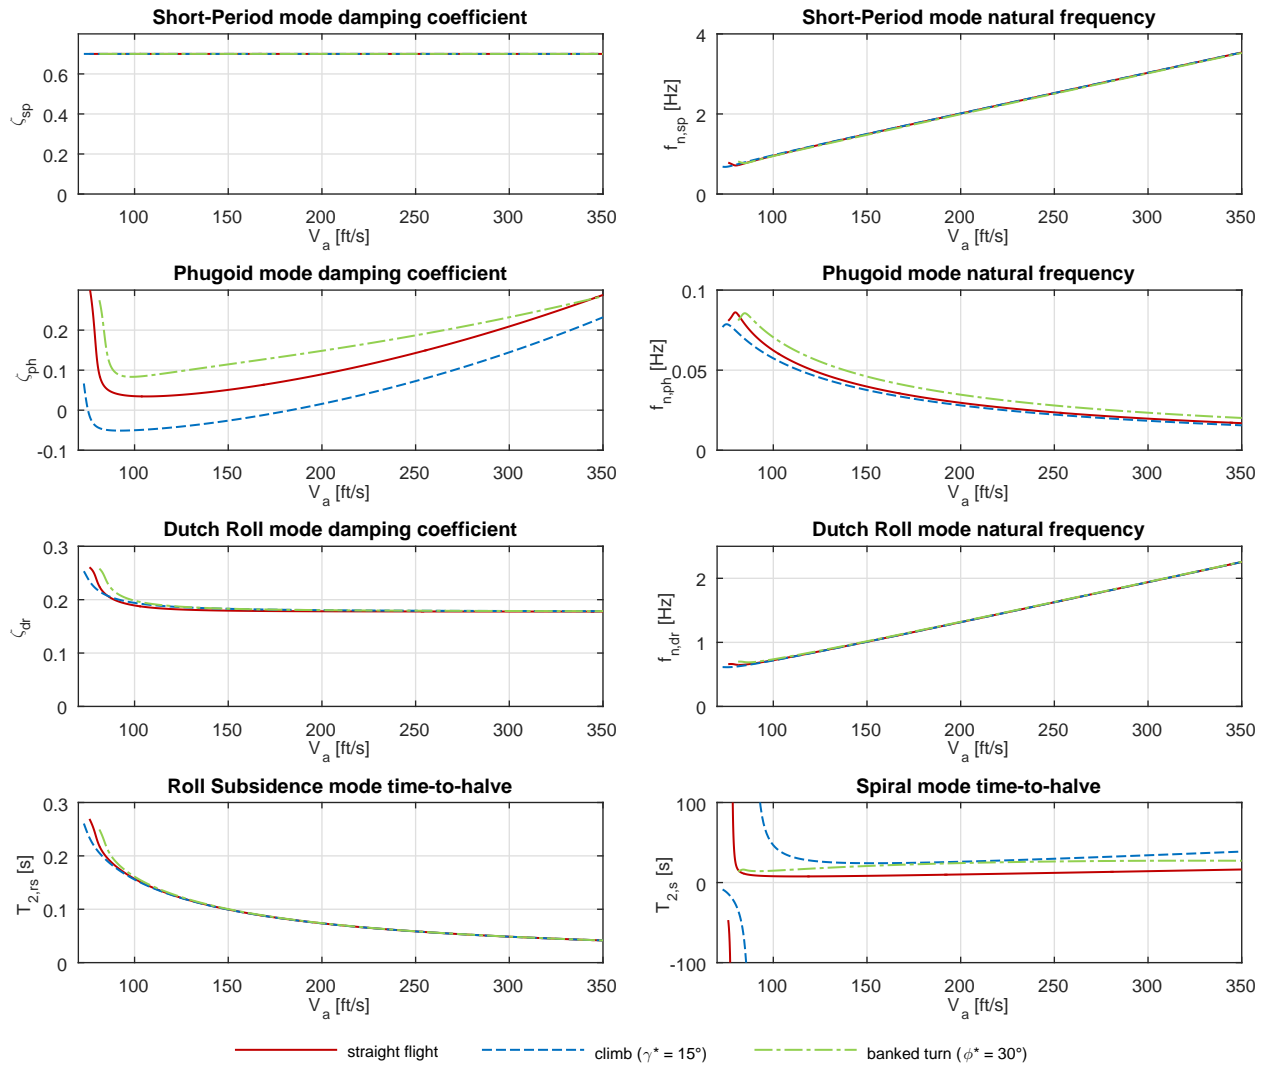 Short-Period mode damping coefficient
0.6
0.4
0.2
0
ζsp
100 150 200 250 300 350
Va [ft/s]
Short-Period mode natural frequency
4
2
0
fn,sp [Hz]
100 150 200 250 300 350
Va [ft/s]
Phugoid mode damping coefficient
0.2
0.1
0
-0.1
ζph
100 150 200 250 300 350
Va [ft/s]
Phugoid mode natural frequency
0.1
0.05
0
fn,ph [Hz]
100 150 200 250 300 350
Va [ft/s]
Dutch Roll mode damping coefficient
0.3
0.2
0.1
0
ζdr
100 150 200 250 300 350
Va [ft/s]
Dutch Roll mode natural frequency
2
1
0
fn,dr [Hz]
100 150 200 250 300 350
Va [ft/s]
Roll Subsidence mode time-to-halve
0.3
0.2
0.1
0
T2,rs [s]
100 150 200 250 300 350
Va [ft/s]
Spiral mode time-to-halve
100
0
-100
T2,s [s]
100 150 200 250 300 350
Va [ft/s]
straight flight
climb (γ* = 15°)
banked turn (ϕ* = 30°)